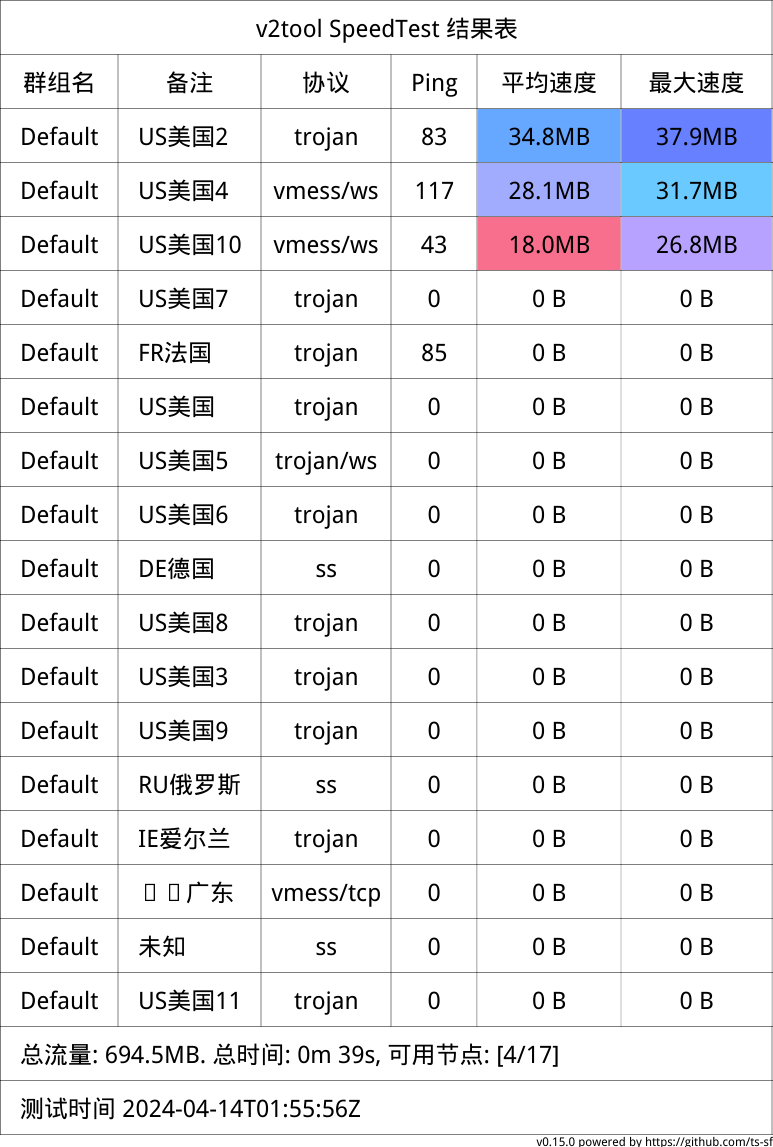 v2tool SpeedTest 结果表
群组名 备注 协议 Ping 平均速度 最大速度
Default US美国2 trojan 83 34.8MB 37.9MB
Default US美国4 vmess/ws 117 28.1MB 31.7MB
Default US美国10 vmess/ws 43 18.0MB 26.8MB
Default US美国7 trojan 0 0 B 0 B
Default FR法国 trojan 85 0 B 0 B
Default US美国 trojan 0 0 B 0 B
Default US美国5 trojan/ws 0 0 B 0 B
Default US美国6 trojan 0 0 B 0 B
Default DE德国 ss 0 0 B 0 B
Default US美国8 trojan 0 0 B 0 B
Default US美国3 trojan 0 0 B 0 B
Default US美国9 trojan 0 0 B 0 B
Default RU俄罗斯 ss 0 0 B 0 B
Default IE爱尔兰 trojan 0 0 B 0 B
Default 广东 vmess/tcp 0 0 B 0 B
Default 未知 ss 0 0 B 0 B
Default US美国11 trojan 0 0 B 0 B
总流量: 694.5MB. 总时间: 0m 39s, 可用节点: [4/17]
测试时间 2024-04-14T01:55:56Z
v0.15.0 powered by https://github.com/ts-sf